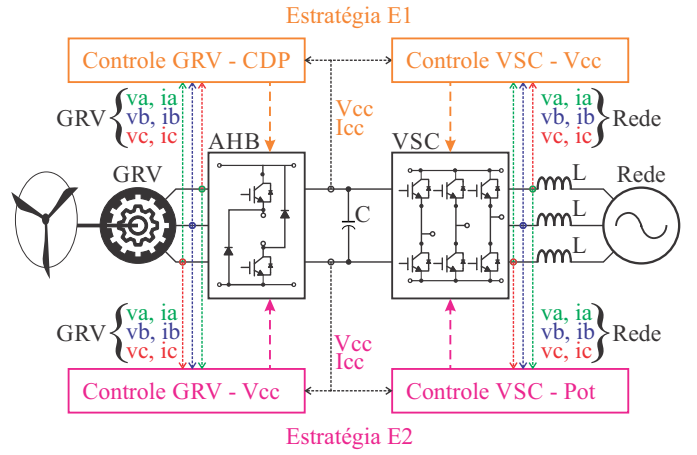 Estratégia E1
Controle GRV - CDP
Controle VSC - Vcc
GRV
va, ia
vb, ib
vc, ic
Vcc
Icc
va, ia
vb, ib
vc, ic
Rede
AHB
VSC
GRV
Rede
C
L
L
L
GRV
va, ia
vb, ib
vc, ic
Vcc
Icc
va, ia
vb, ib
vc, ic
Rede
Controle GRV - Vcc
Controle VSC - Pot
Estratégia E2